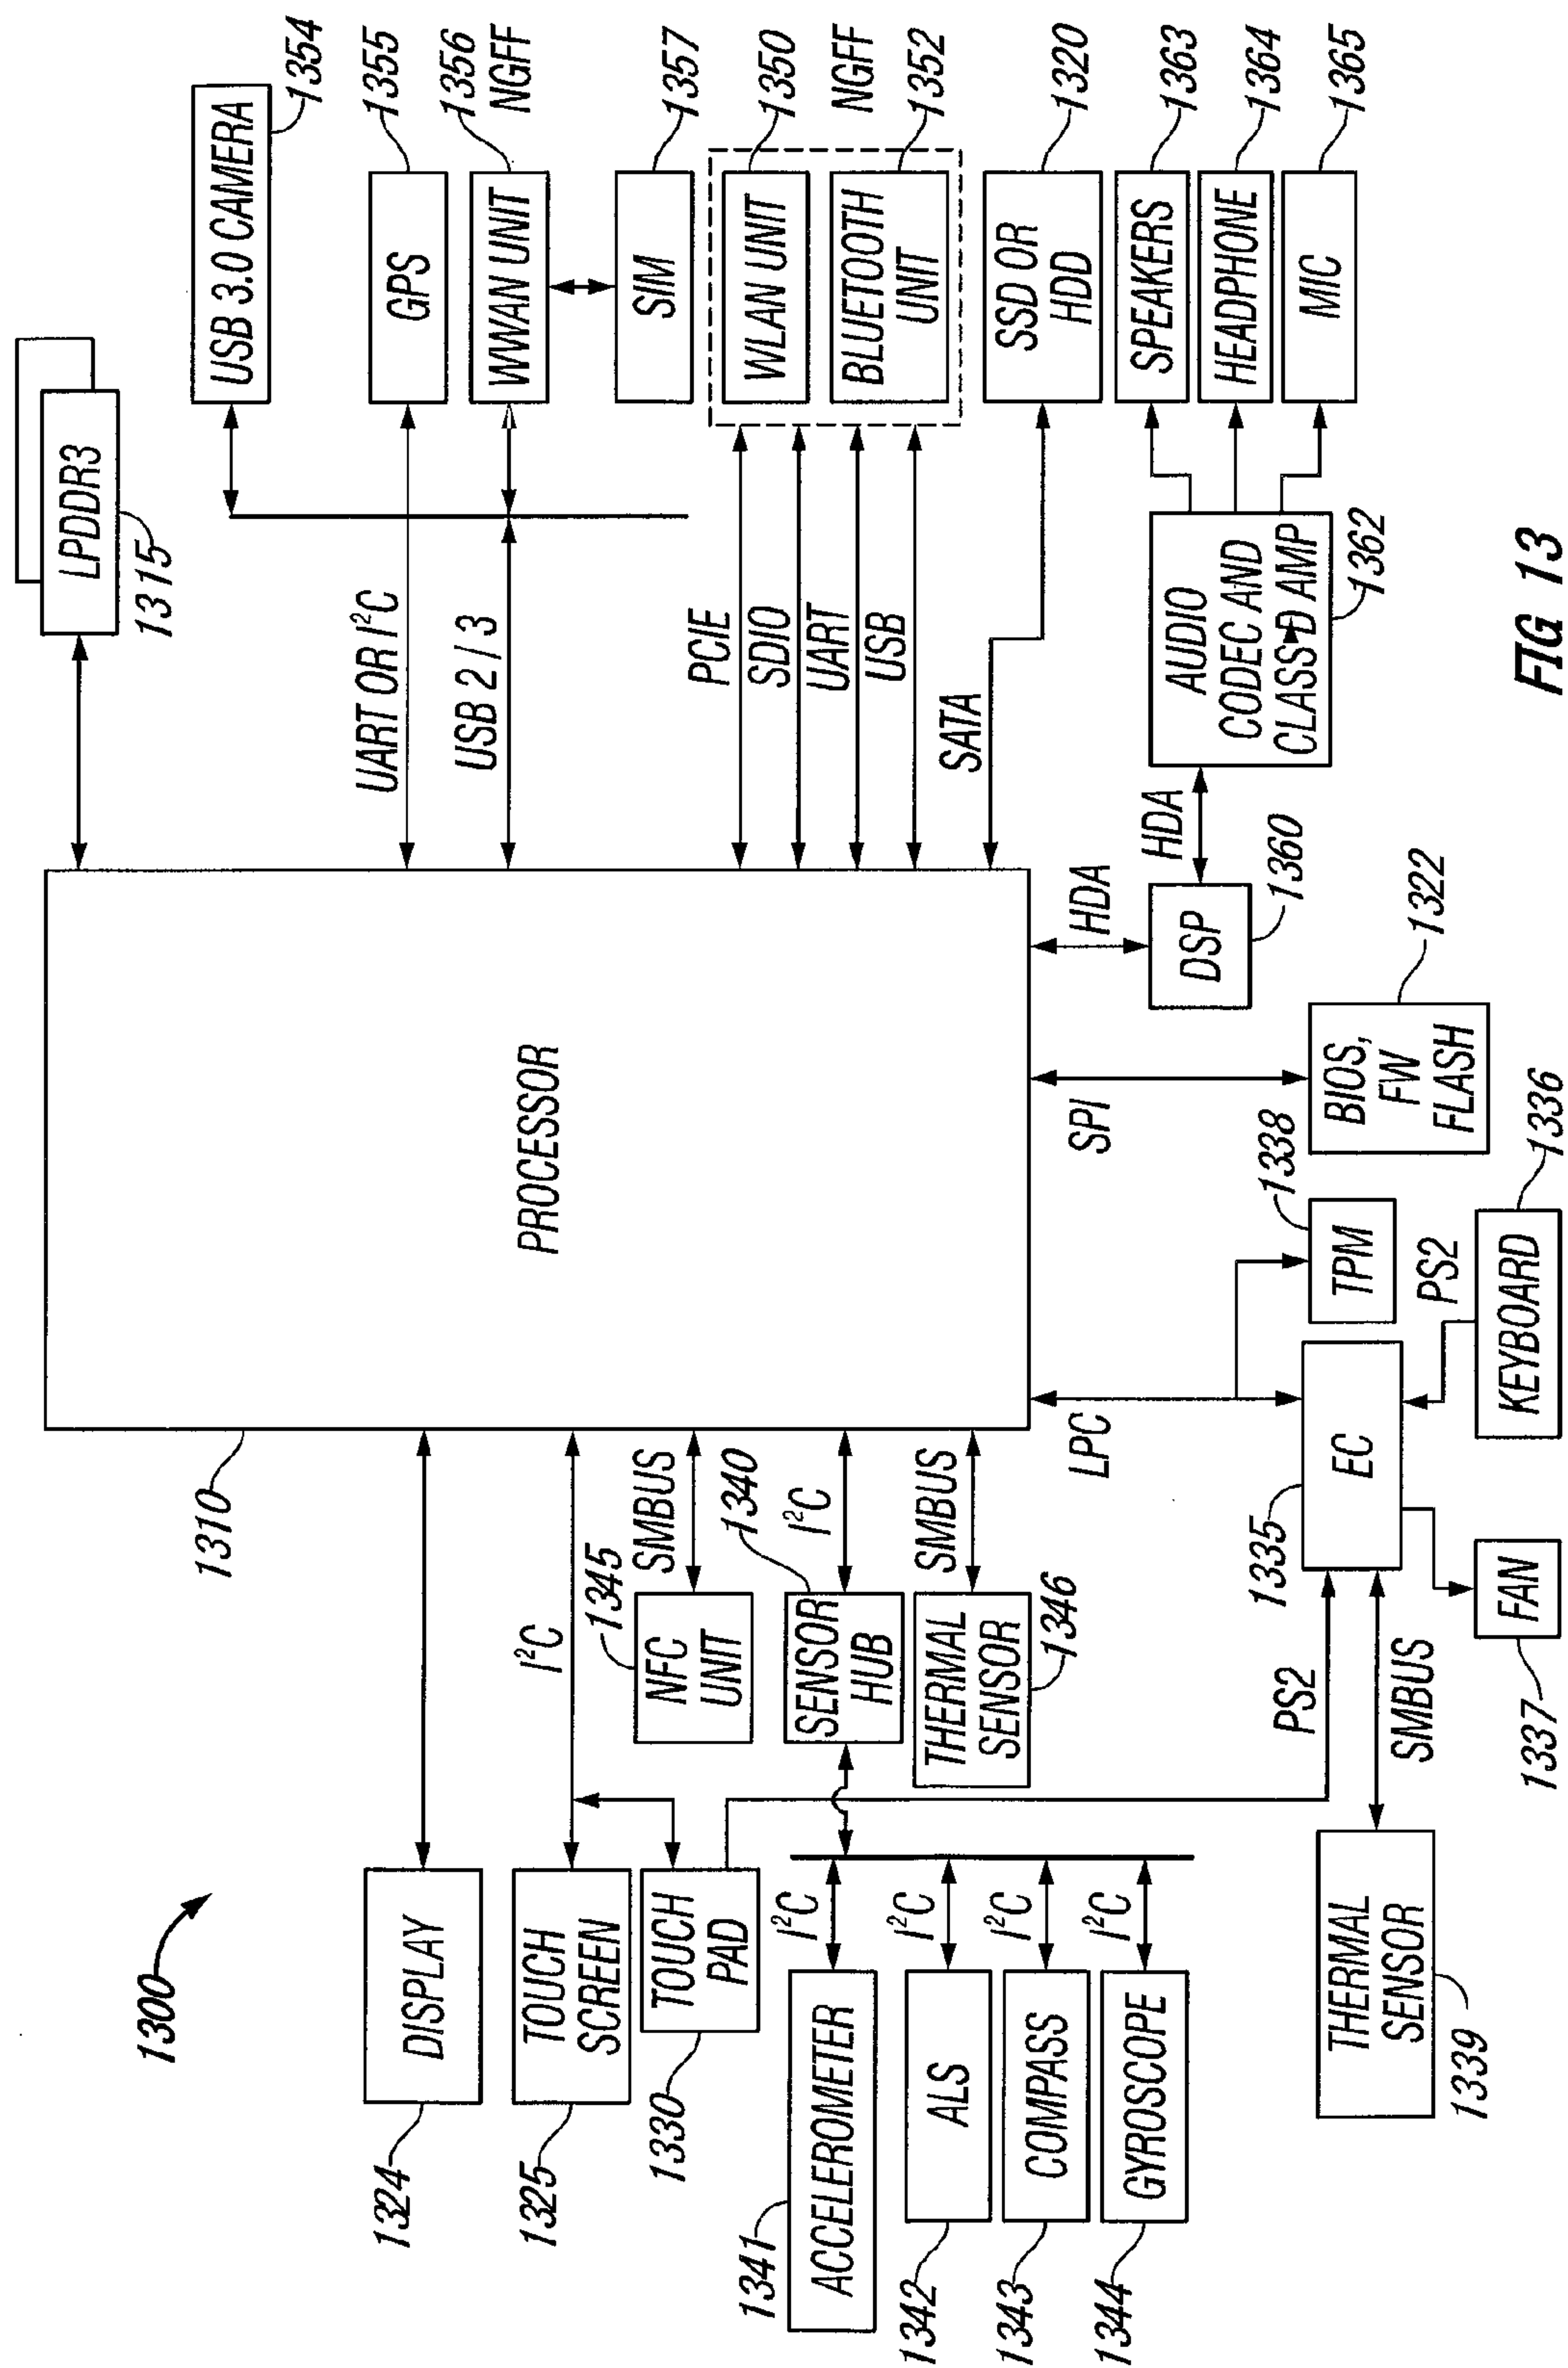 1300
1310
PROCESSOR
LPDDR3
1315
USB 3.0 CAMERA
1354
UART OR I²C
GPS
1355
USB 2 / 3
WWAN UNIT
1356
NGFF
SIM
1357
PCIE
SDIO
UART
USB
WLAN UNIT
1350
BLUETOOTH
UNIT
NGFF
1352
SATA
SSD OR
HDD
1320
HDA
DSP
1360
HDA
AUDIO
CODEC AND
CLASS D AMP
1362
SPEAKERS
1363
HEADPHONE
1364
MIC
1365
SPI
BIOS,
FW
FLASH
1322
LPC
TPM
1338
EC
1335
PS2
KEYBOARD
1336
FAN
1337
SMBUS
THERMAL
SENSOR
1339
PS2
DISPLAY
1324
I²C
TOUCH
SCREEN
1325
TOUCH
PAD
1330
SMBUS
NFC
UNIT
1345
I²C
SENSOR
HUB
1340
SMBUS
THERMAL
SENSOR
1346
I²C
ACCELEROMETER
1341
I²C
ALS
1342
I²C
COMPASS
1343
I²C
GYROSCOPE
1344
FIG 13